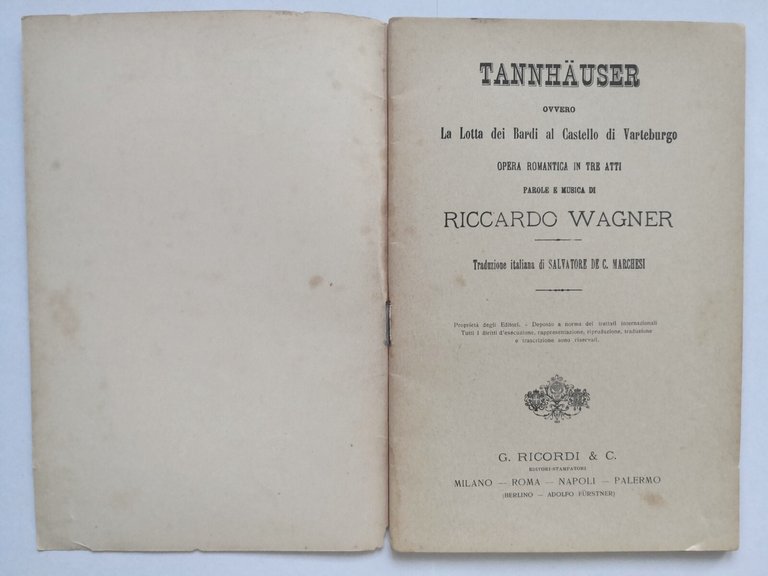 TANNHÄUSER
OVVERO
La Lotta dei Bardi al Castello di Varteburgo
OPERA ROMANTICA IN TRE ATTI
PAROLE E MUSICA DI
RICCARDO WAGNER
Traduzione italiana di SALVATORE DE C. MARCHESI
Proprietà degli Editori. - Deposto a norma dei trattati internazionali
Tutti i diritti d'esecuzione, rappresentazione, riproduzione, traduzione
e trascrizione sono riservati.
G. RICORDI & C.
EDITORI-STAMPATORI
MILANO — ROMA — NAPOLI — PALERMO
(BERLINO — ADOLFO FÜRSTNER)